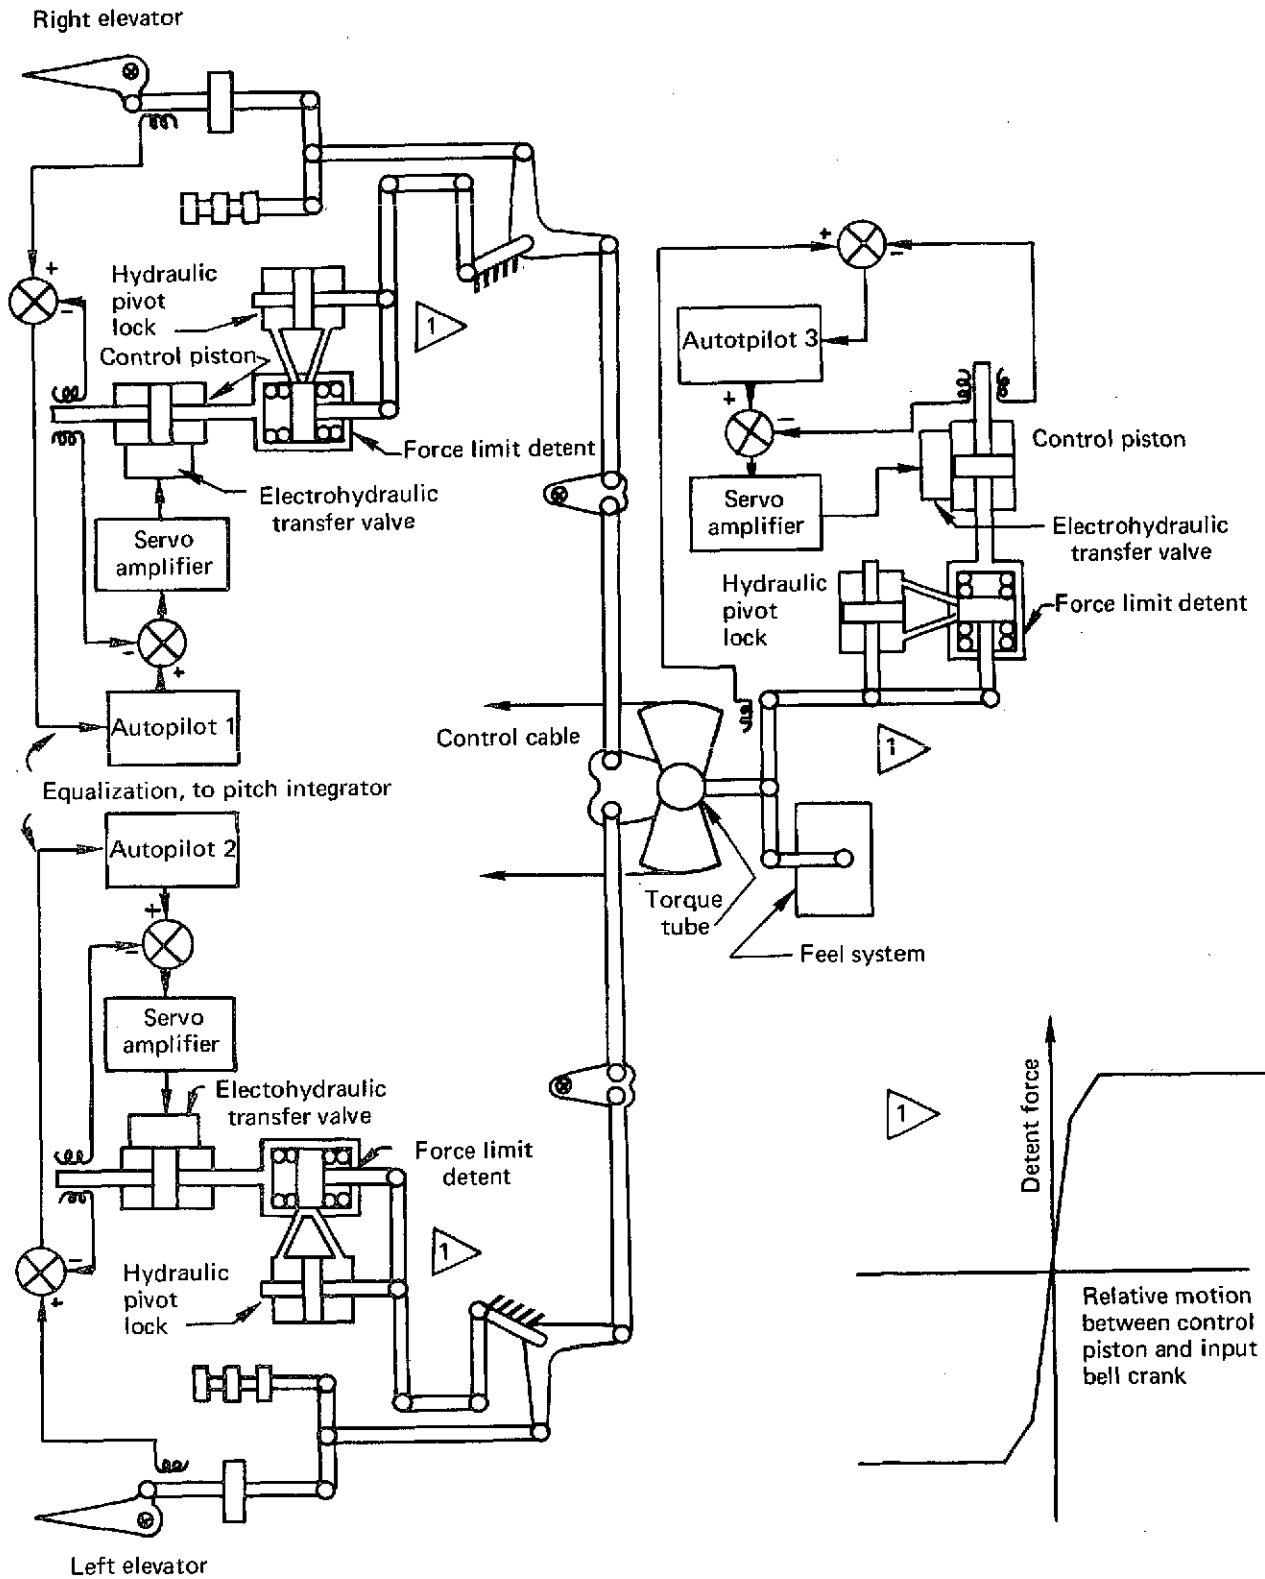 Right elevator
+
-
Hydraulic
pivot
lock
1
Control piston
Force limit detent
Electrohydraulic
transfer valve
Servo
amplifier
-
+
Autopilot 1
Equalization, to pitch integrator
Autopilot 2
+
-
Servo
amplifier
Electohydraulic
transfer valve
Force limit
detent
1
-
+
Hydraulic
pivot
lock
Left elevator
+
-
Autotpilot 3
+
-
Control piston
Servo
amplifier
Electrohydraulic
transfer valve
Hydraulic
pivot
lock
Force limit detent
Control cable
1
Torque
tube
Feel system
1
Detent force
Relative motion
between control
piston and input
bell crank